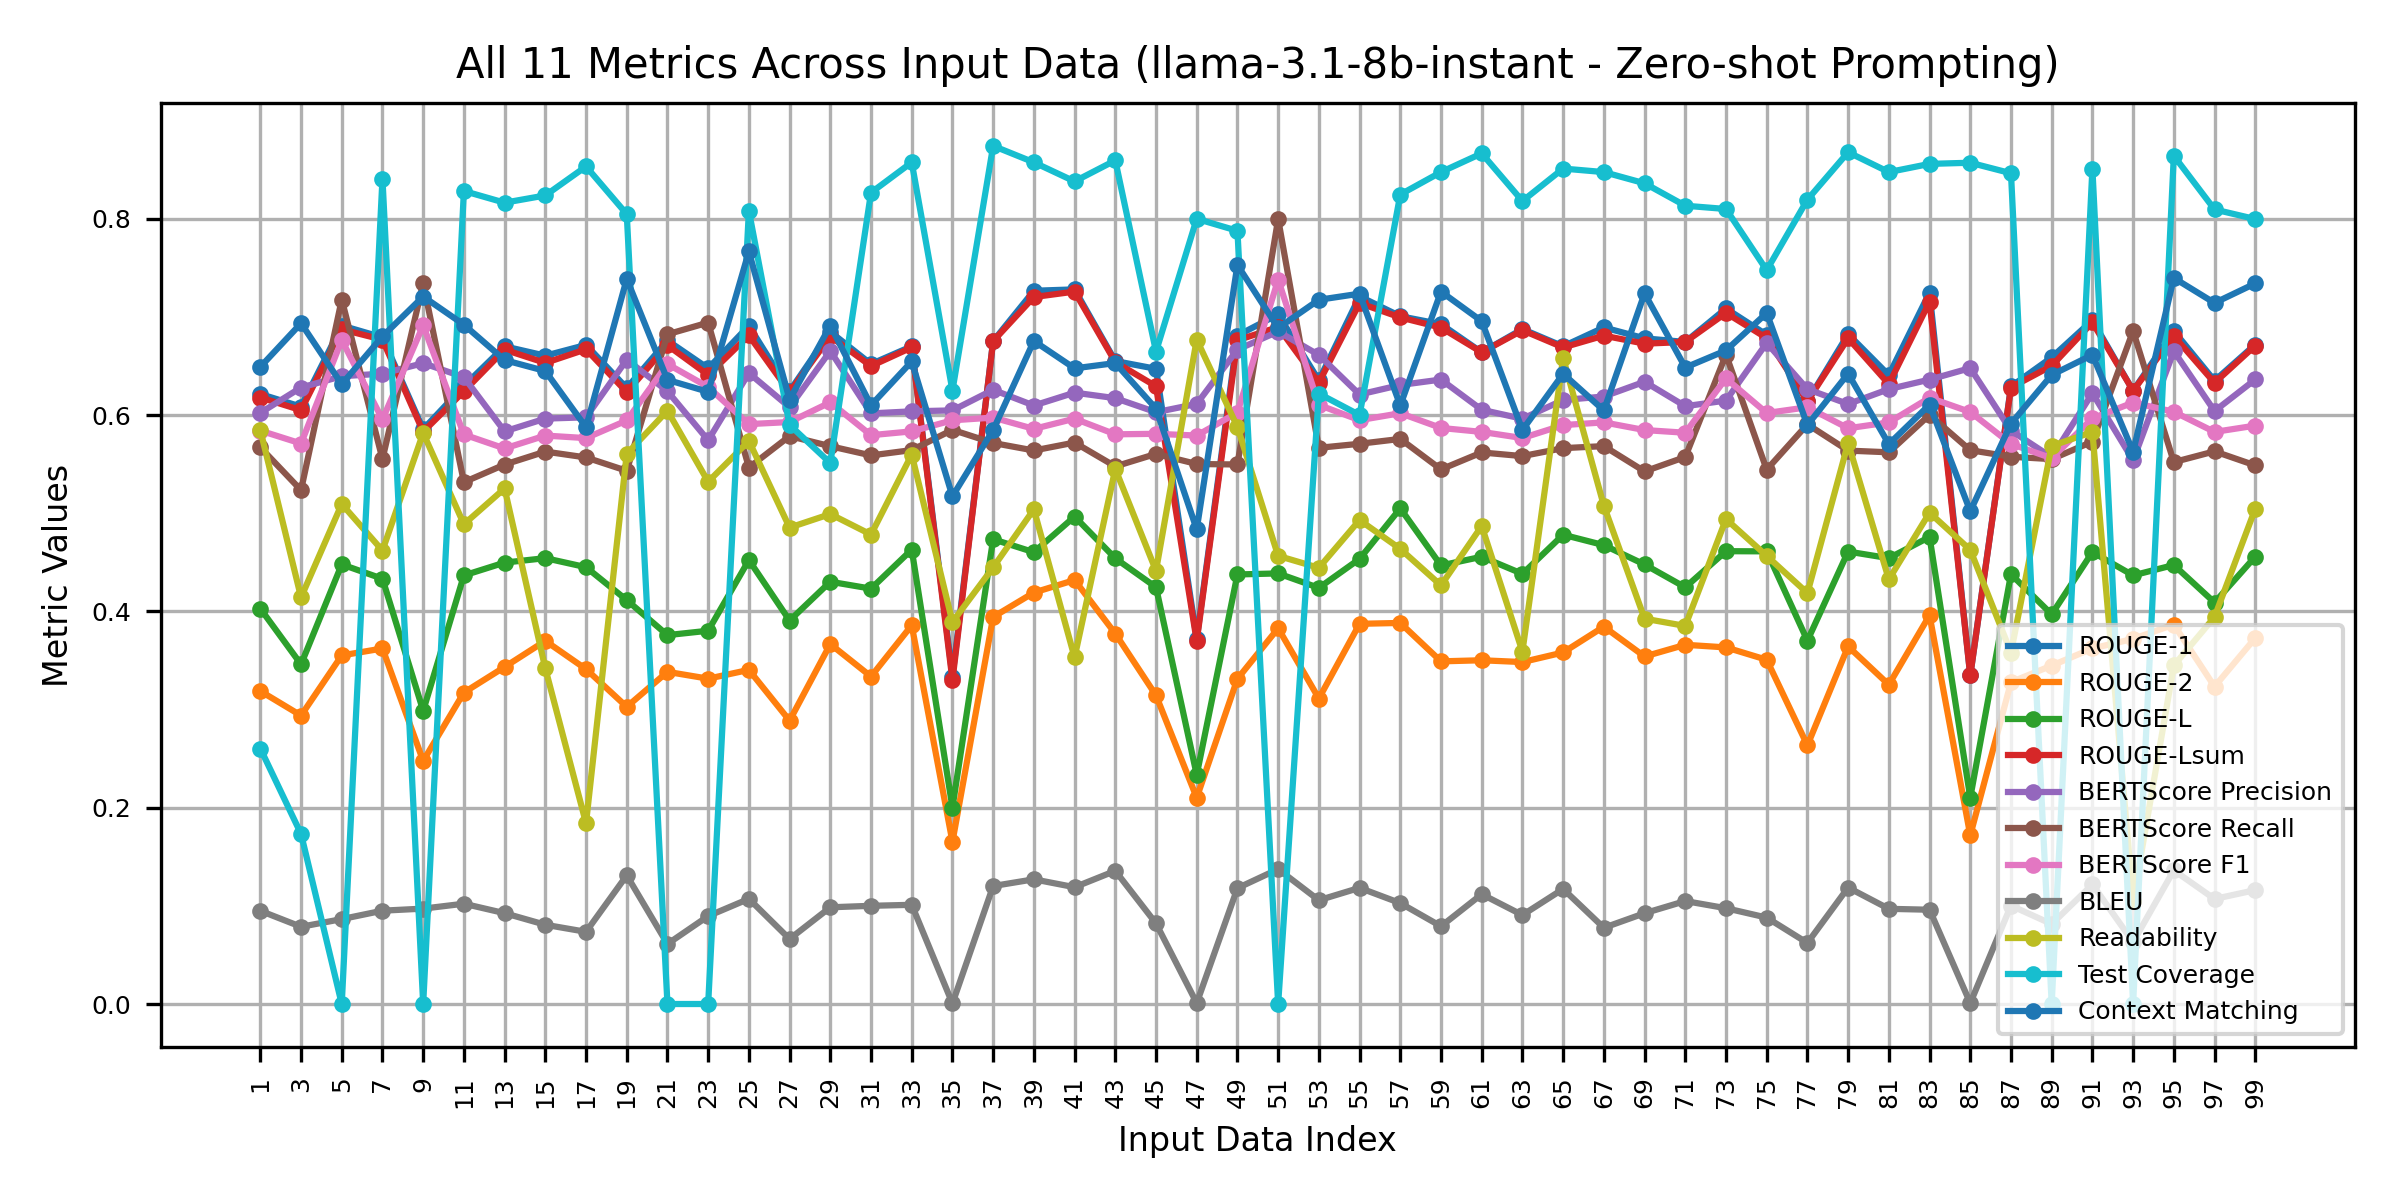 All 11 Metrics Across Input Data (llama-3.1-8b-instant - Zero-shot Prompting)
Metric Values
0.8
0.6
0.4
0.2
0.0
ROUGE-1
ROUGE-2
ROUGE-L
ROUGE-Lsum
BERTScore Precision
BERTScore Recall
BERTScore F1
BLEU
Readability
Test Coverage
Context Matching
1 3 5 7 9 11 13 15 17 19 21 23 25 27 29 31 33 35 37 39 41 43 45 47 49 51 53 55 57 59 61 63 65 67 69 71 73 75 77 79 81 83 85 87 89 91 93 95 97 99
Input Data Index